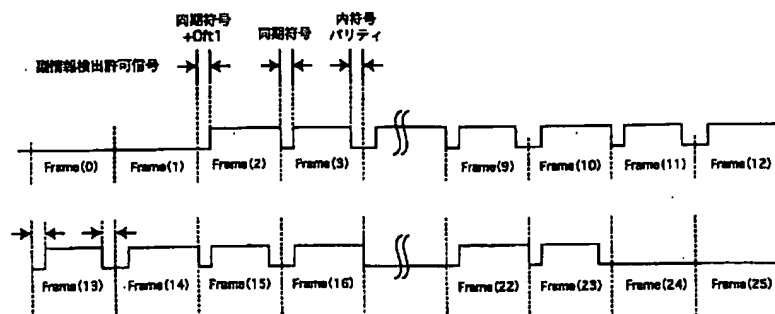 同期符号
+Oft1
同期符号
内符号
パリティ
副情報検出許可信号
Frame(0) Frame(1) Frame(2) Frame(3) Frame(9) Frame(10) Frame(11) Frame(12)
Frame(13) Frame(14) Frame(15) Frame(16) Frame(22) Frame(23) Frame(24) Frame(25)